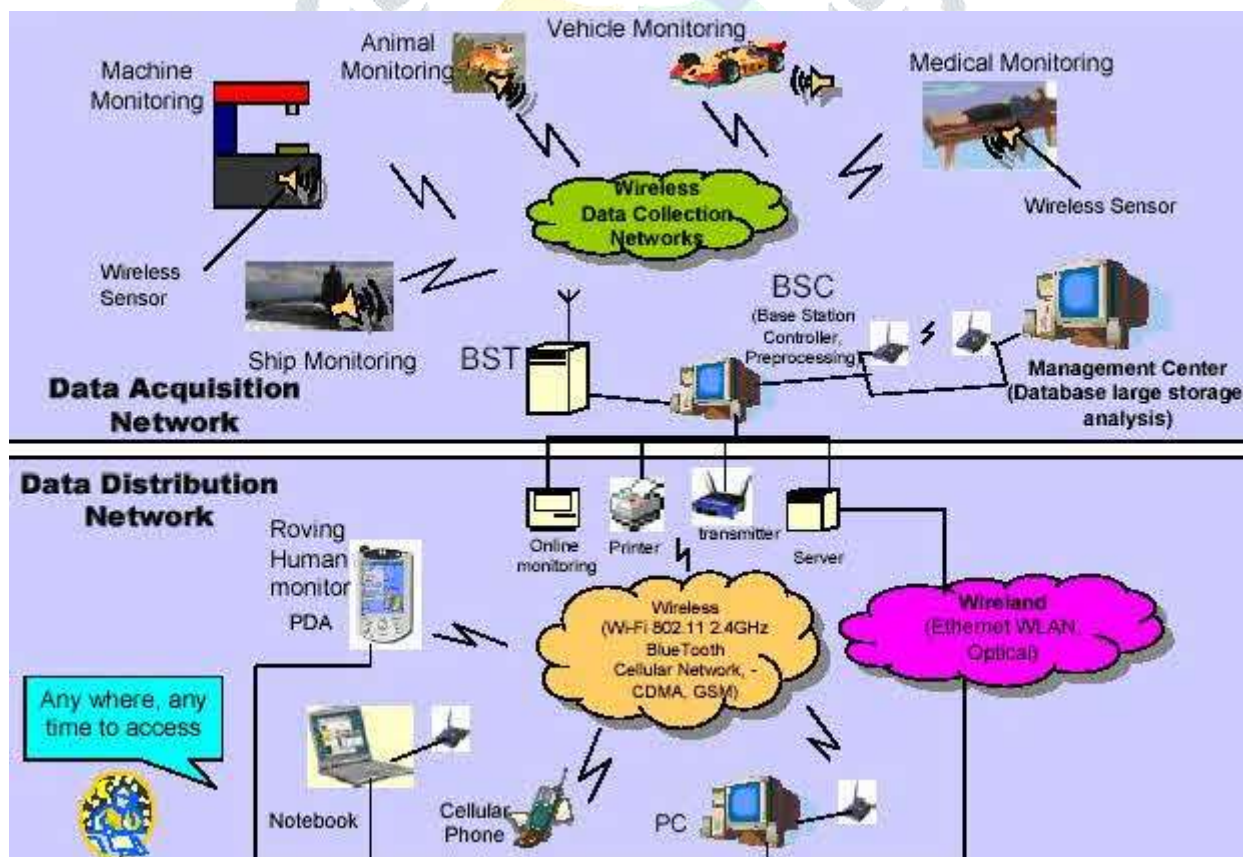 Machine
Monitoring
Animal
Monitoring
Vehicle Monitoring
Medical Monitoring
Wireless
Data Collection
Networks
Wireless Sensor
Wireless
Sensor
Ship Monitoring
BST
BSC
(Base Station
Controller,
Preprocessing)
Management Center
(Database large storage
analysis)
Data Acquisition
Network
Data Distribution
Network
Roving
Human
monitor
PDA
Online
monitoring
Printer
transmitter
Server
Wireless
(Wi-Fi 802.11 2.4GHz
BlueTooth
Cellular Network, -
CDMA, GSM)
Wireland
(Ethernet WLAN,
Optical)
Any where, any
time to access
Notebook
Cellular
Phone
PC